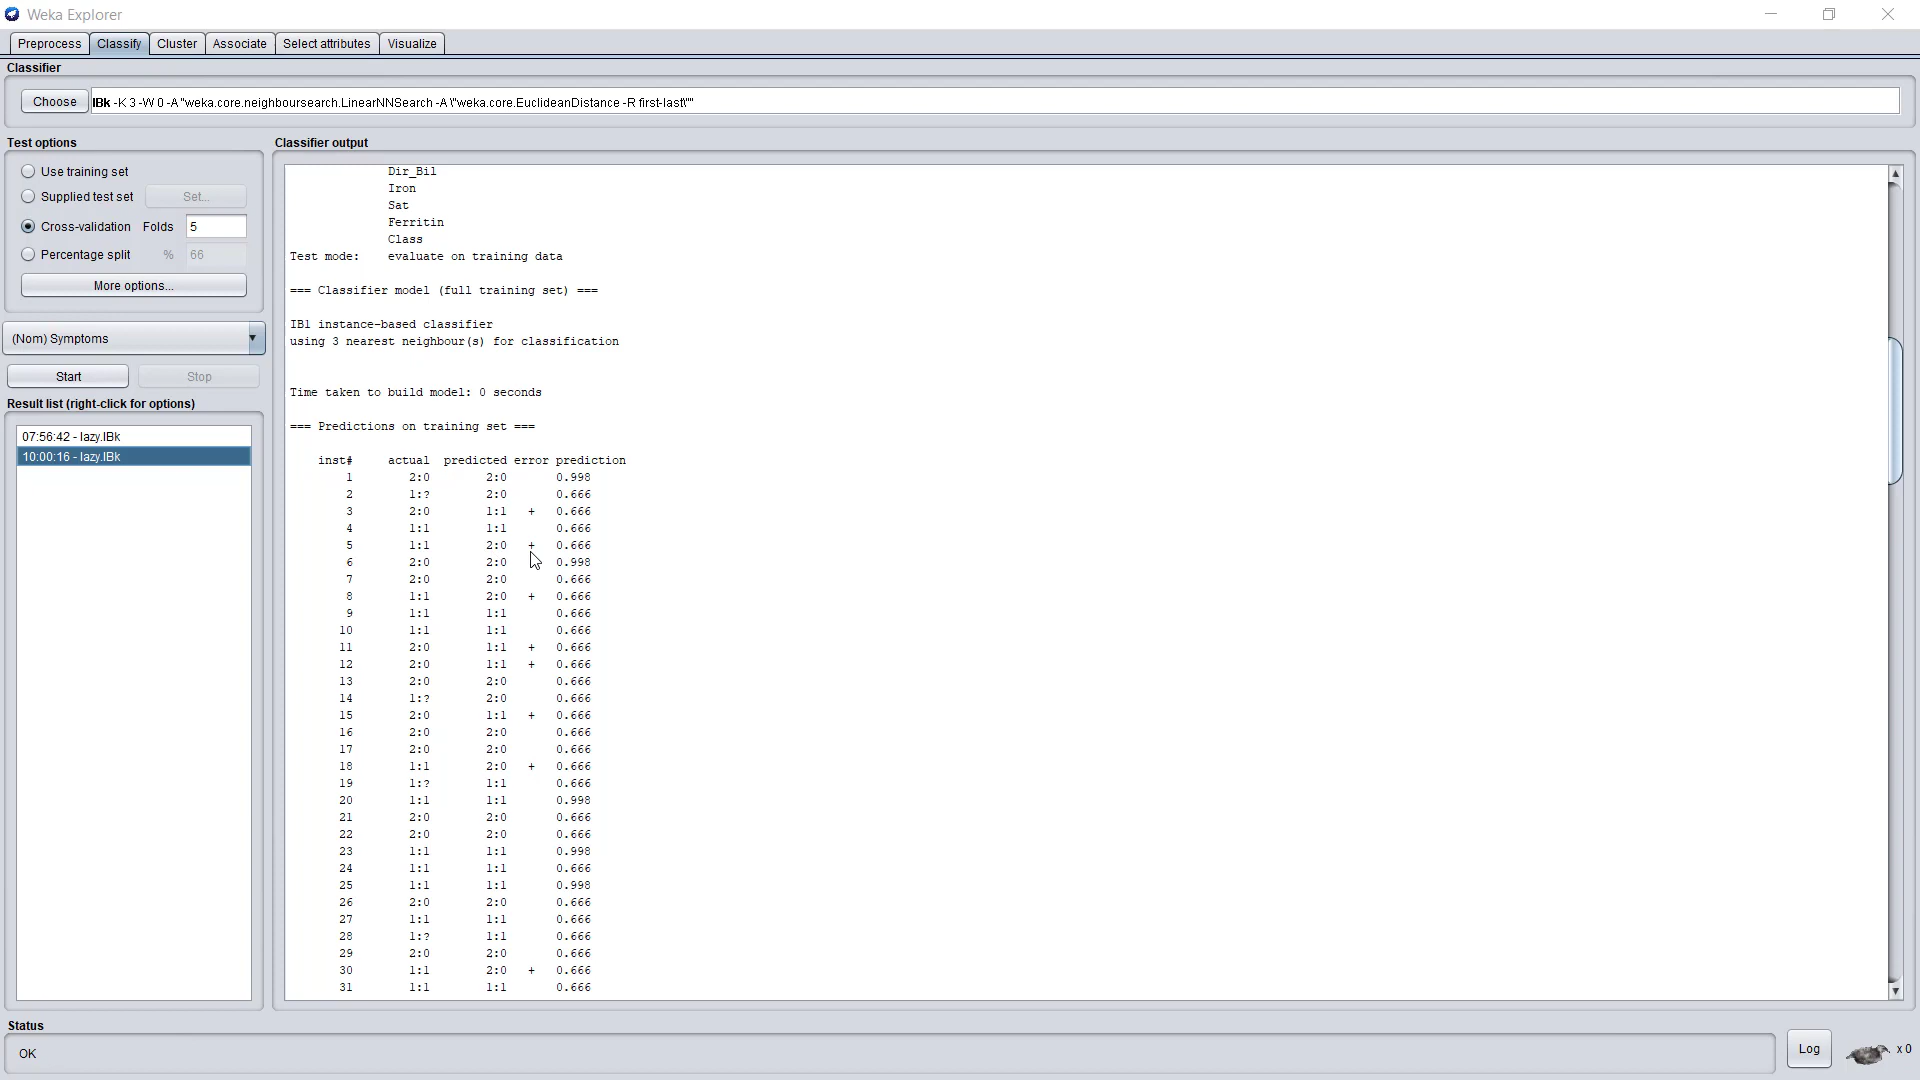 Weka Explorer
Preprocess Classify Cluster Associate Select attributes Visualize
Classifier
Choose IBk -K 3 -W 0 -A "weka.core.neighboursearch.LinearNNSearch -A \"weka.core.EuclideanDistance -R first-last\""
Test options
Use training set
Supplied test set Set...
Cross-validation Folds 5
Percentage split % 66
More options...
(Nom) Symptoms
Start Stop
Result list (right-click for options)
07:56:42 - lazy.IBk
10:00:16 - lazy.IBk
Classifier output
Dir_Bil
Iron
Sat
Ferritin
Class
Test mode: evaluate on training data
=== Classifier model (full training set) ===
IB1 instance-based classifier
using 3 nearest neighbour(s) for classification
Time taken to build model: 0 seconds
=== Predictions on training set ===
inst# actual predicted error prediction
1 2:0 2:0 0.998
2 1:? 2:0 0.666
3 2:0 1:1 + 0.666
4 1:1 1:1 0.666
5 1:1 2:0 + 0.666
6 2:0 2:0 0.998
7 2:0 2:0 0.666
8 1:1 2:0 + 0.666
9 1:1 1:1 0.666
10 1:1 1:1 0.666
11 2:0 1:1 + 0.666
12 2:0 1:1 + 0.666
13 2:0 2:0 0.666
14 1:? 2:0 0.666
15 2:0 1:1 + 0.666
16 2:0 2:0 0.666
17 2:0 2:0 0.666
18 1:1 2:0 + 0.666
19 1:? 1:1 0.666
20 1:1 1:1 0.998
21 2:0 2:0 0.666
22 2:0 2:0 0.666
23 1:1 1:1 0.998
24 1:1 1:1 0.666
25 1:1 1:1 0.998
26 2:0 2:0 0.666
27 1:1 1:1 0.666
28 1:? 1:1 0.666
29 2:0 2:0 0.666
30 1:1 2:0 + 0.666
31 1:1 1:1 0.666
Status
OK
Log x 0